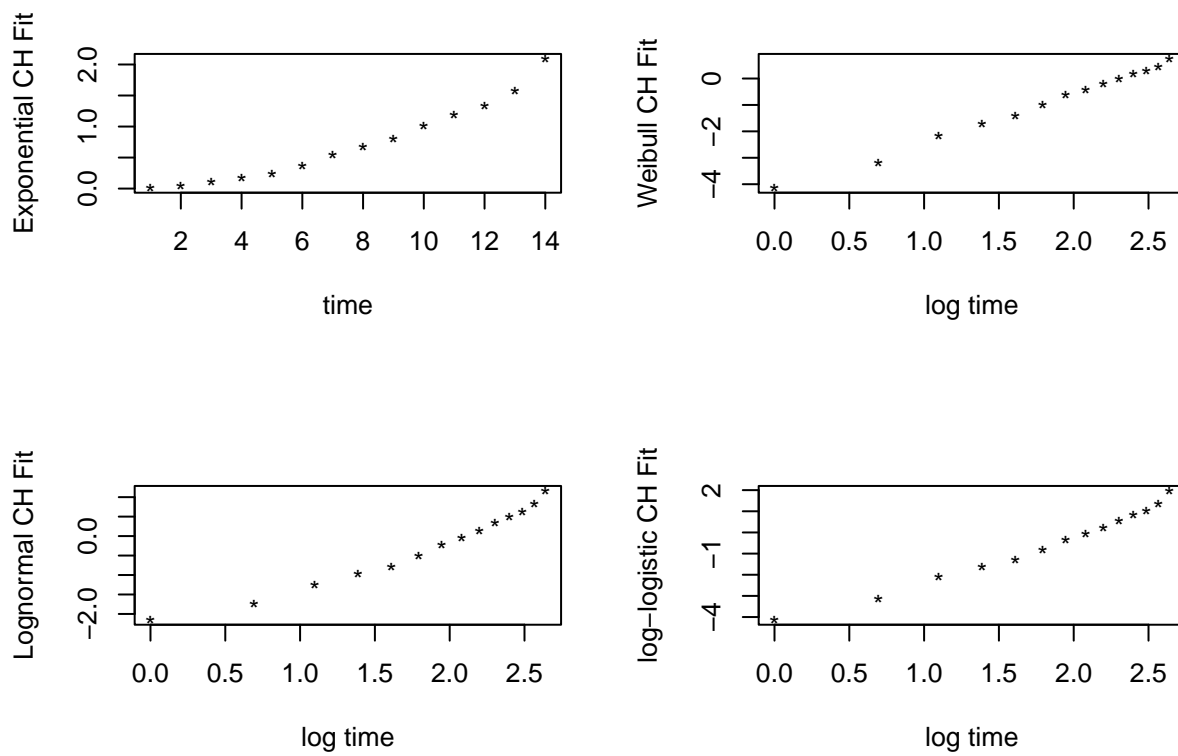 Exponential CH Fit
0.0 1.0 2.0
2 4 6 8 10 12 14
time
Weibull CH Fit
−4 −2 0
0.0 0.5 1.0 1.5 2.0 2.5
log time
Lognormal CH Fit
−2.0 0.0
0.0 0.5 1.0 1.5 2.0 2.5
log time
log−logistic CH Fit
−4 −1 2
0.0 0.5 1.0 1.5 2.0 2.5
log time